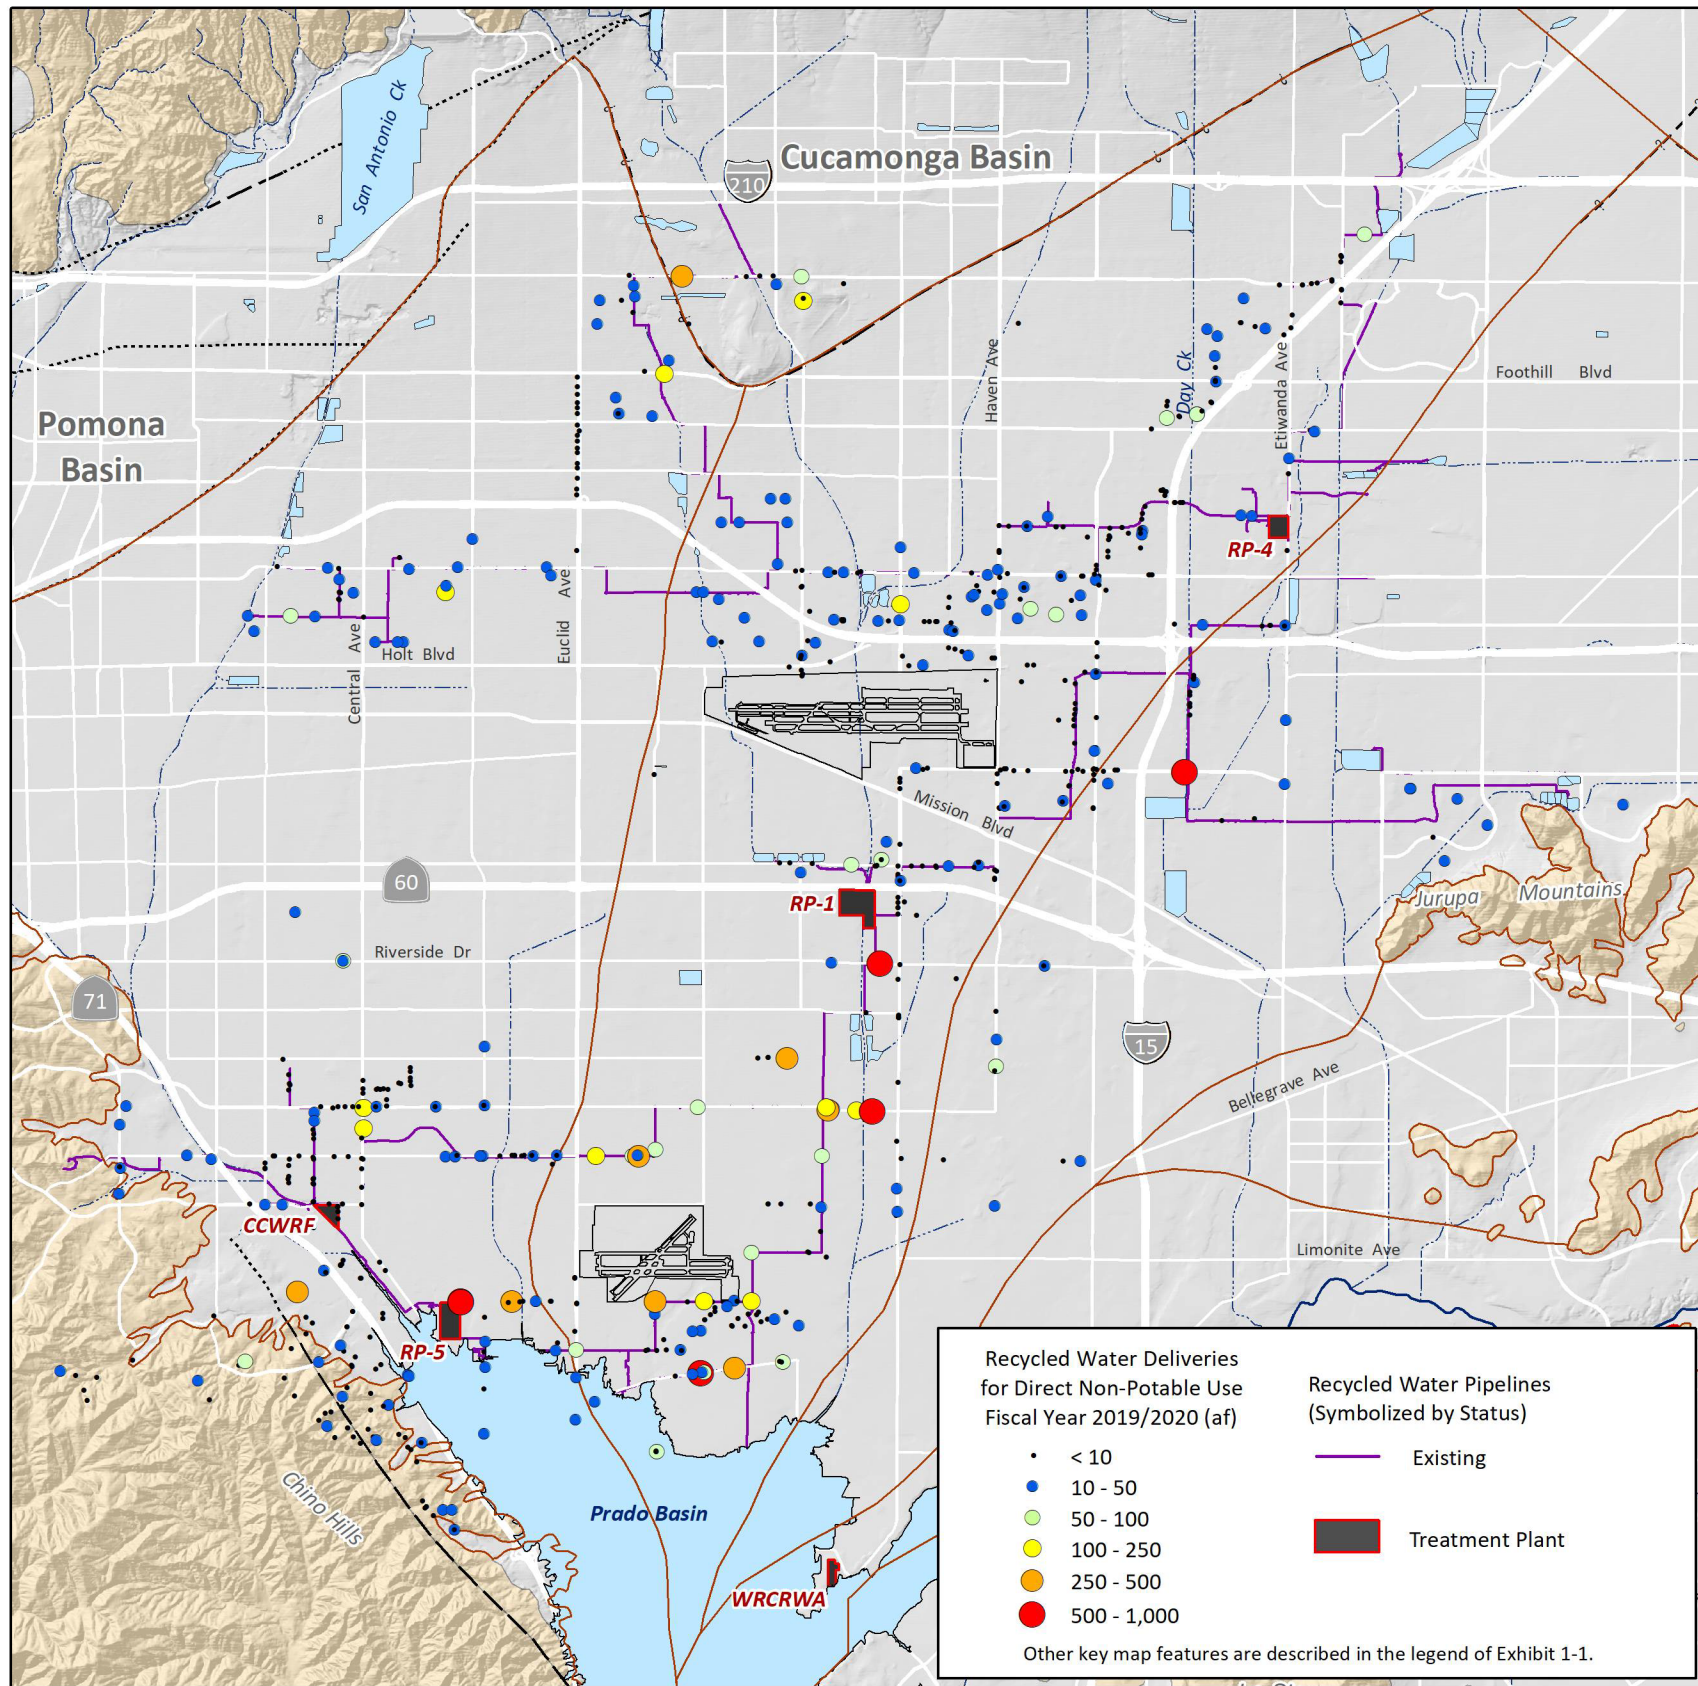 San Antonio Ck
Cucamonga Basin
210
Haven Ave
Day Ck
Etiwanda Ave
Foothill Blvd
Pomona
Basin
RP-4
Euclid Ave
Central Ave
Holt Blvd
Mission Blvd
60
RP-1
Jurupa Mountains
Riverside Dr
71
15
Bellegrave Ave
CCWRF
Limonite Ave
RP-5
Chino Hills
Prado Basin
WRCRWA
Recycled Water Deliveries
for Direct Non-Potable Use
Fiscal Year 2019/2020 (af)
< 10
10 - 50
50 - 100
100 - 250
250 - 500
500 - 1,000
Recycled Water Pipelines
(Symbolized by Status)
Existing
Treatment Plant
Other key map features are described in the legend of Exhibit 1-1.